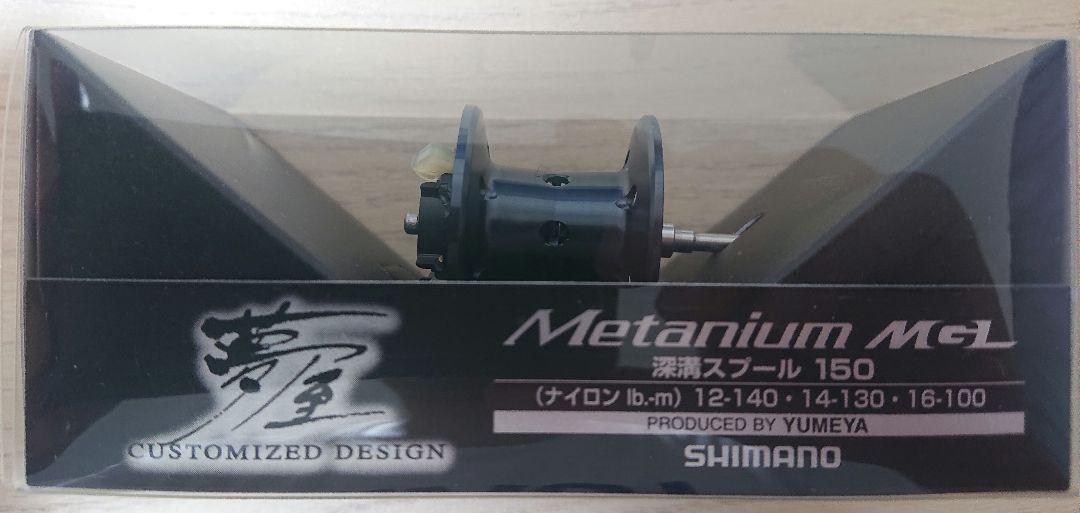 夢屋
CUSTOMIZED DESIGN
Metanium MGL
深溝スプール 150
(ナイロン lb.-m) 12-140・14-130・16-100
PRODUCED BY YUMEYA
SHIMANO